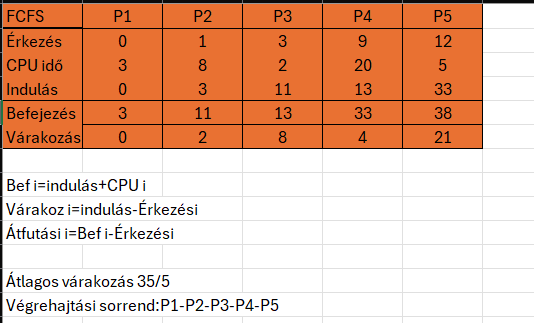 FCFS P1 P2 P3 P4 P5
Érkezés 0 1 3 9 12
CPU idő 3 8 2 20 5
Indulás 0 3 11 13 33
Befejezés 3 11 13 33 38
Várakozás 0 2 8 4 21
Bef i=indulás+CPU i
Várakoz i=indulás-Érkezési
Átfutási i=Bef i-Érkezési
Átlagos várakozás 35/5
Végrehajtási sorrend:P1-P2-P3-P4-P5